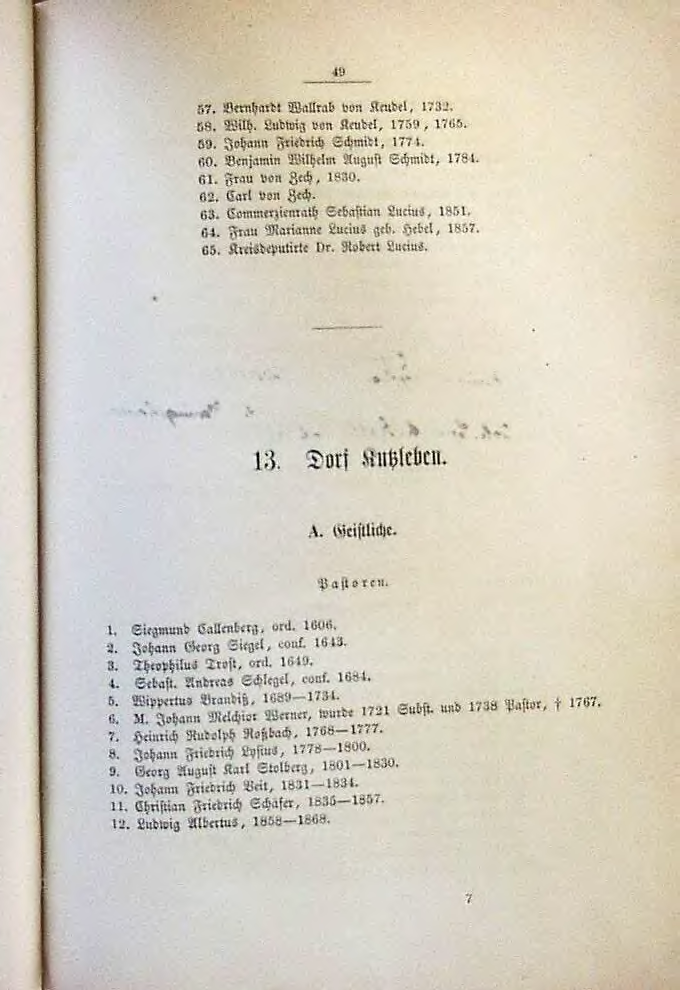 49
57. Bernhardt Wallrab von Keudel, 1732.
58. Wilh. Ludwig von Keudel, 1759, 1765.
59. Johann Friedrich Schmidt, 1774.
60. Benjamin Wilhelm August Schmidt, 1784.
61. Frau von Zech, 1830.
62. Carl von Zech.
63. Commerzienrath Sebastian Lucius, 1851.
64. Frau Marianne Lucius geb. Hebel, 1857.
65. Kreisdeputirte Dr. Robert Lucius.
13. Dorf Kutzleben.
A. Geistliche.
Pastoren.
1. Siegmund Callenberg, ord. 1606.
2. Johann Georg Siegel, conf. 1643.
3. Theophilus Trost, ord. 1649.
4. Sebast. Andreas Schlegel, conf. 1684.
5. Wippertus Brandiß, 1689—1734.
6. M. Johann Melchior Werner, wurde 1721 Subst. und 1738 Pastor, † 1767.
7. Heinrich Rudolph Roßbach, 1768—1777.
8. Johann Friedrich Lysius, 1778—1800.
9. Georg August Karl Stolberg, 1801—1830.
10. Johann Friedrich Veit, 1831—1834.
11. Christian Friedrich Schäfer, 1835—1857.
12. Ludwig Albertus, 1858—1868.
7